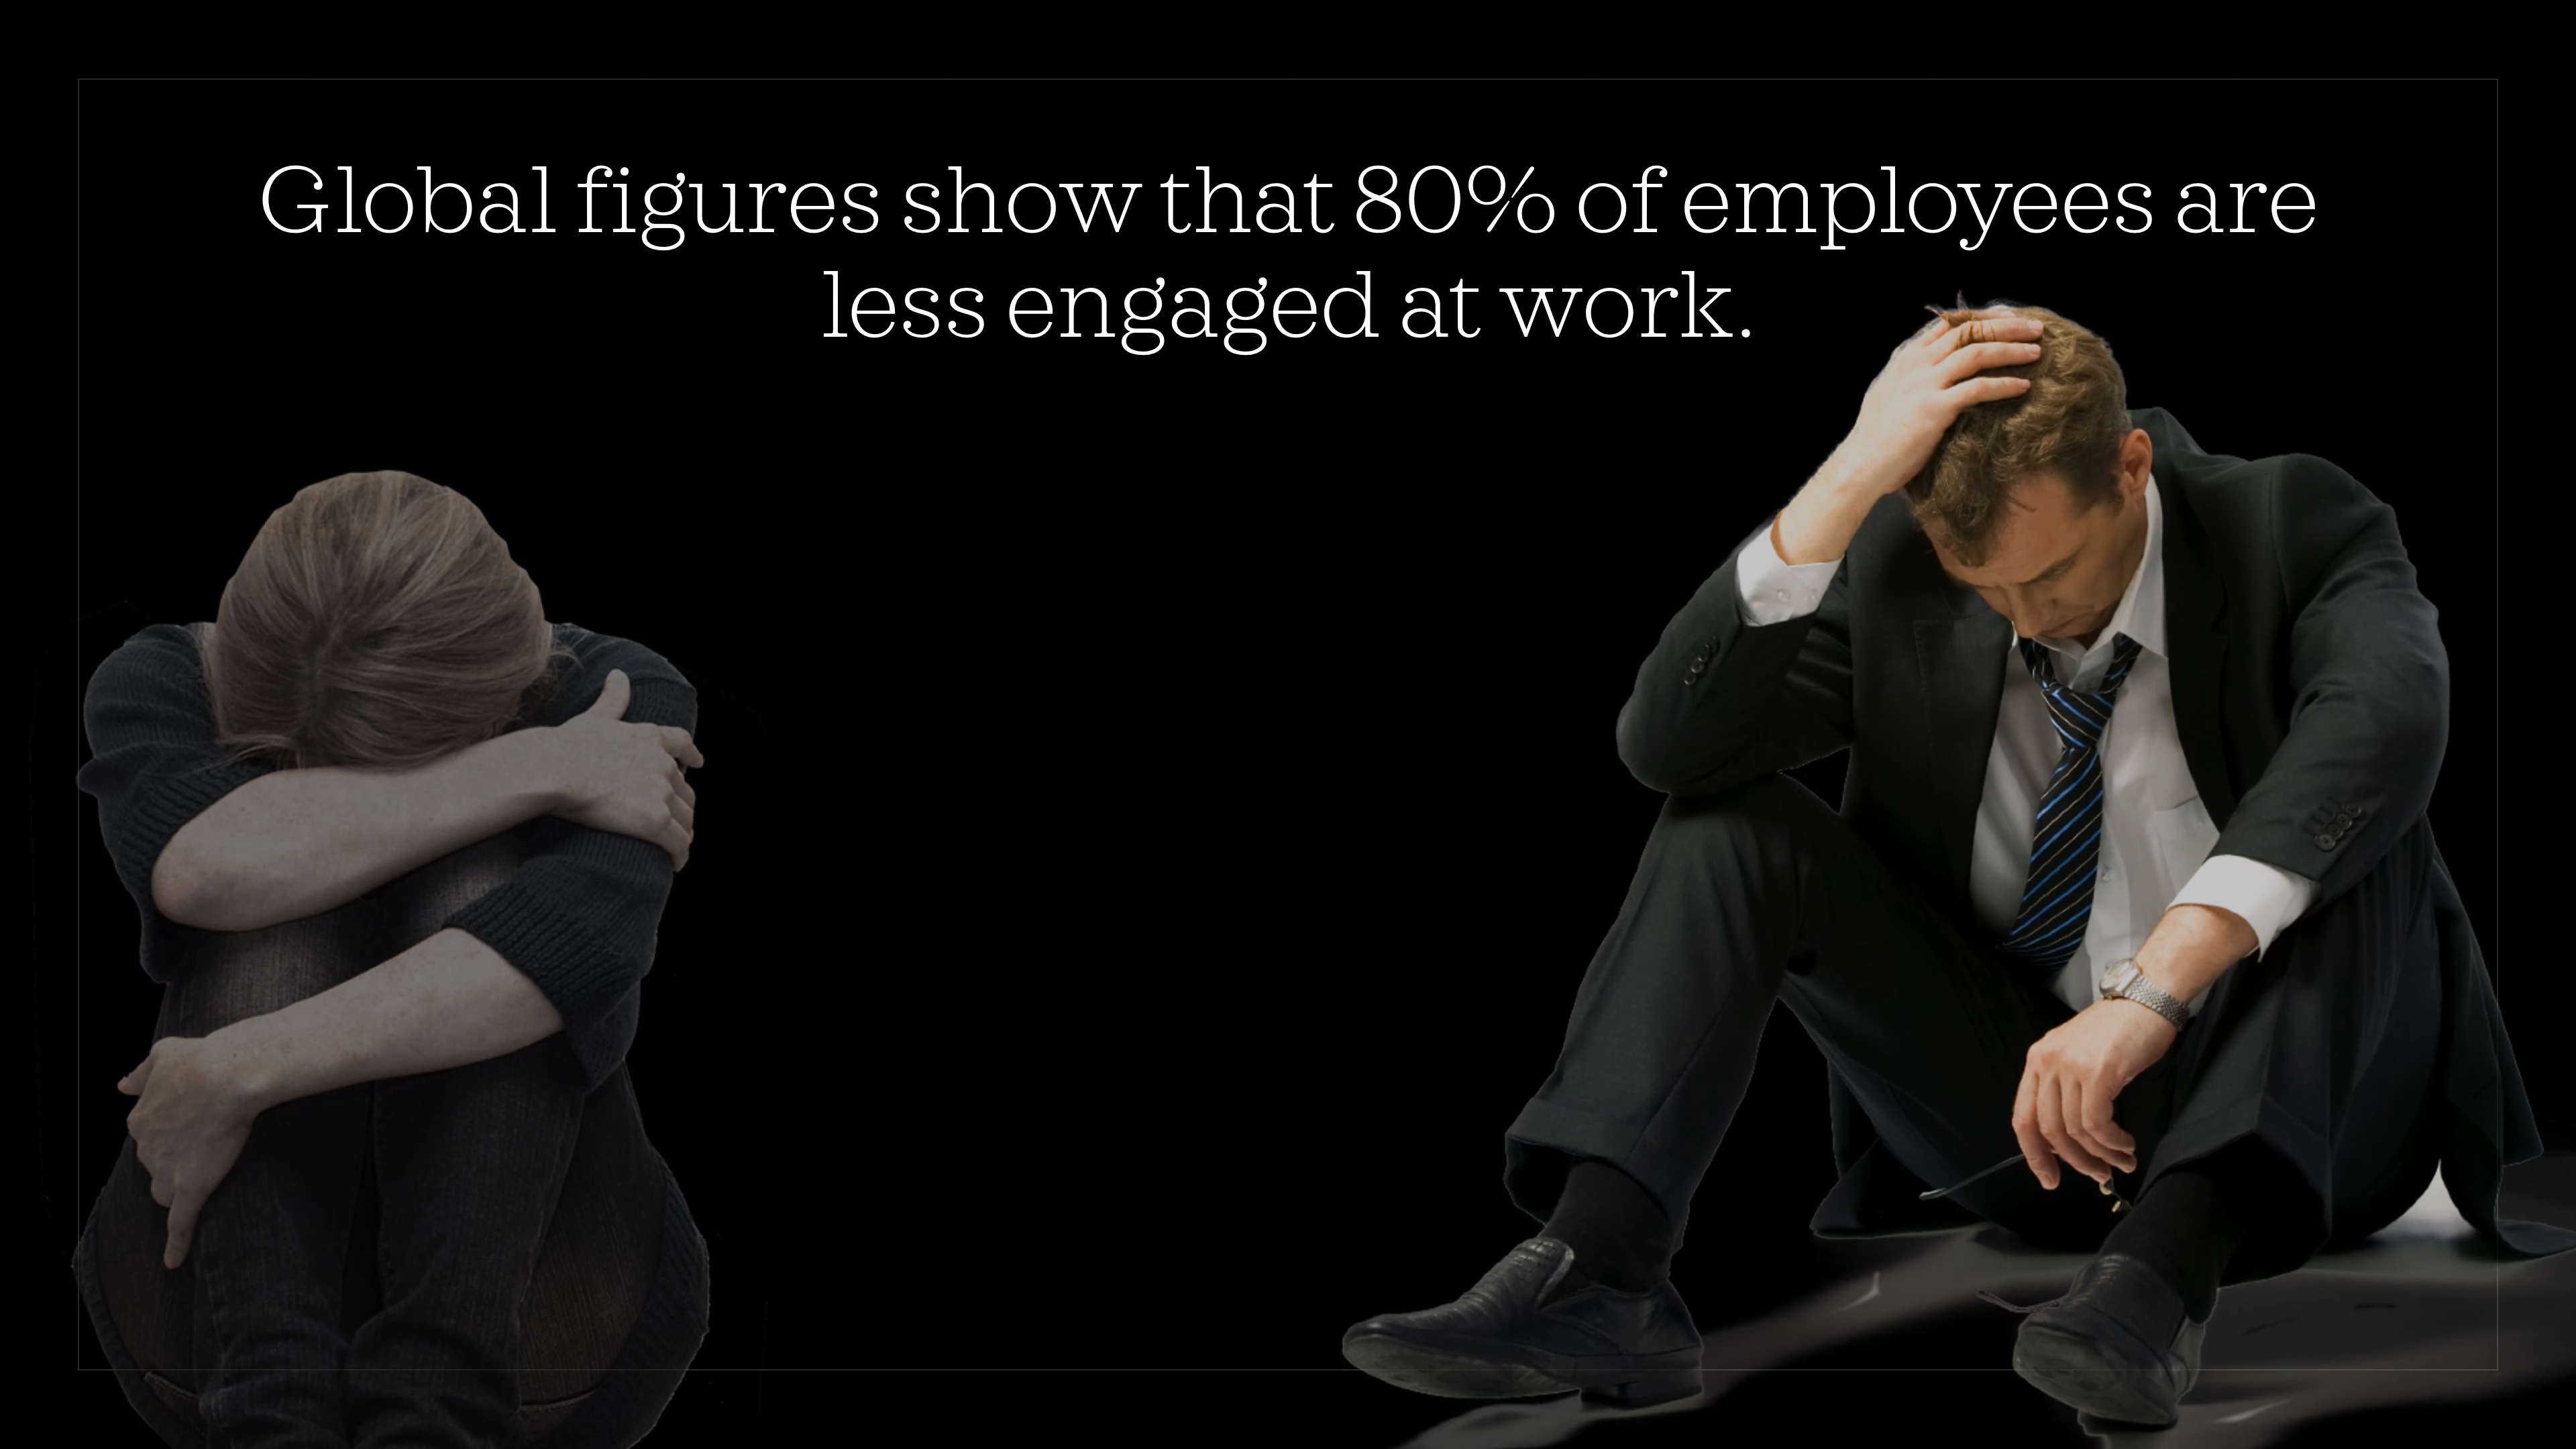 Global figures show that 80% of employees are
less engaged at work.